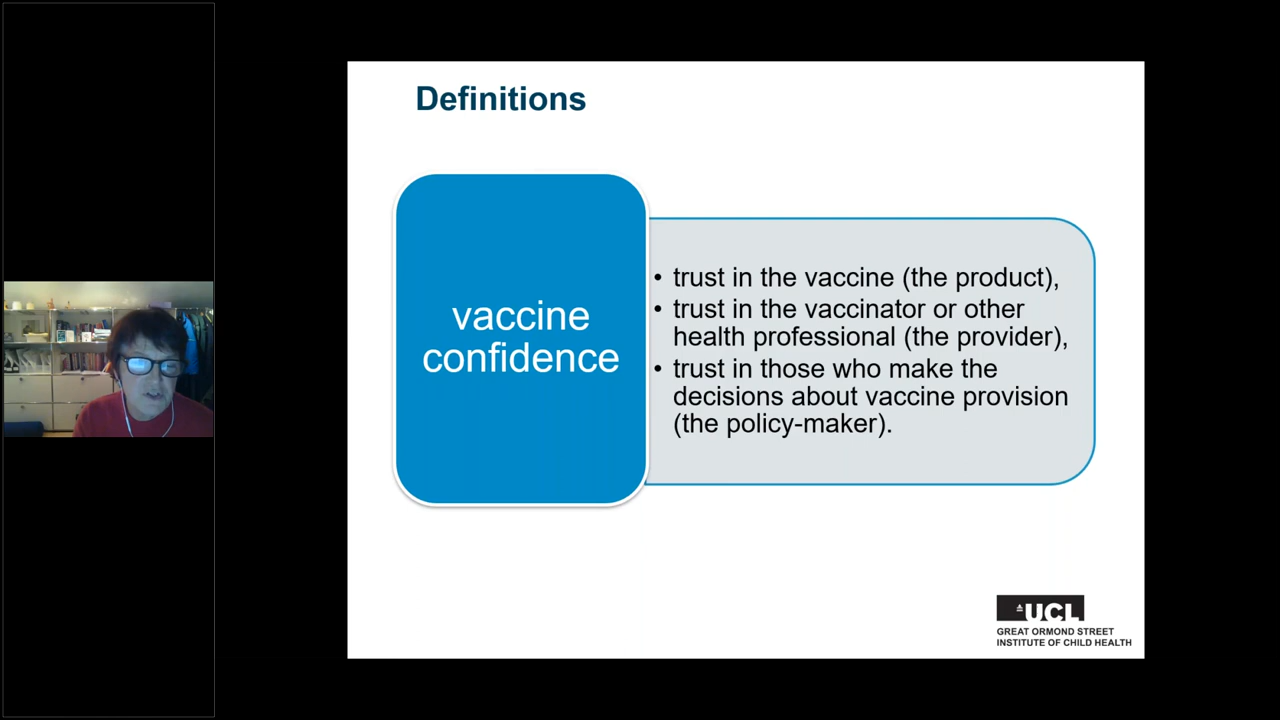 Definitions
vaccine
confidence
• trust in the vaccine (the product),
• trust in the vaccinator or other
health professional (the provider),
• trust in those who make the
decisions about vaccine provision
(the policy-maker).
UCL
GREAT ORMOND STREET
INSTITUTE OF CHILD HEALTH